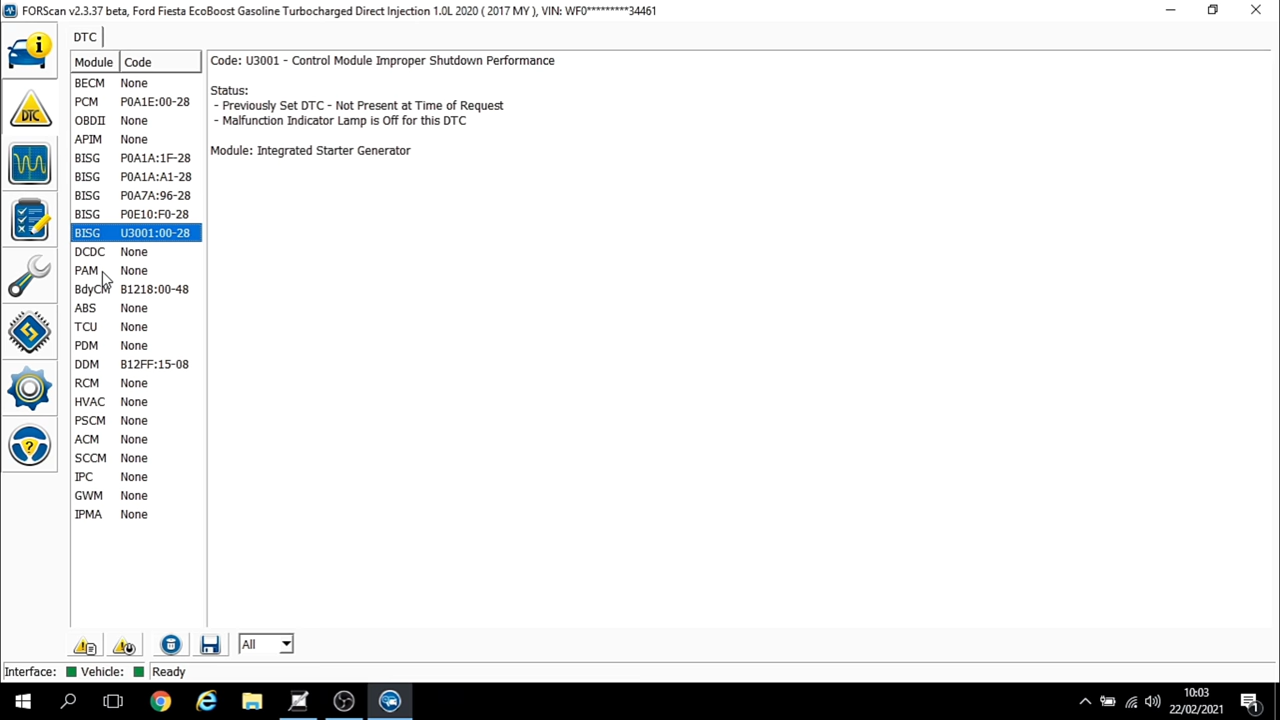 FORScan v2.3.37 beta, Ford Fiesta EcoBoost Gasoline Turbocharged Direct Injection 1.0L 2020 ( 2017 MY ), VIN: WF0*********34461
DTC
DTC
Module Code
BECM None
PCM P0A1E:00-28
OBDII None
APIM None
BISG P0A1A:1F-28
BISG P0A1A:A1-28
BISG P0A7A:96-28
BISG P0E10:F0-28
BISG U3001:00-28
DCDC None
PAM None
BdyCM B1218:00-48
ABS None
TCU None
PDM None
DDM B12FF:15-08
RCM None
HVAC None
PSCM None
ACM None
SCCM None
IPC None
GWM None
IPMA None
Code: U3001 - Control Module Improper Shutdown Performance
Status:
- Previously Set DTC - Not Present at Time of Request
- Malfunction Indicator Lamp is Off for this DTC
Module: Integrated Starter Generator
All
Interface: Vehicle: Ready
10:03
22/02/2021
1